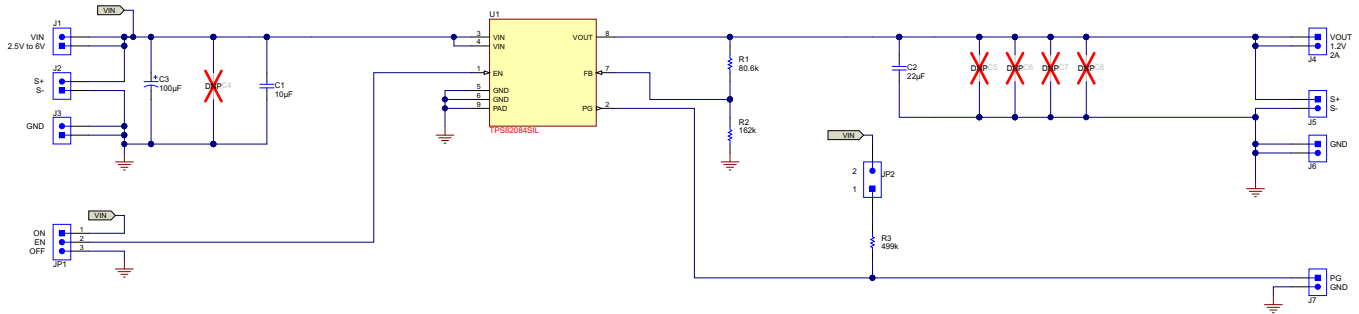 VIN
J1
VIN
2.5V to 6V
J2
S+
S-
J3
GND
C3
100µF
DNP
C4
C1
10µF
U1
3 VIN
4 VIN
1 EN
5 GND
6 GND
9 PAD
VOUT 8
FB 7
PG 2
TPS82084SIL
R1
80.6k
R2
162k
C2
22µF
DNP C5
DNP C6
DNP C7
DNP C8
VOUT
1.2V
2A
J4
S+
S-
J5
GND
J6
VIN
2
1
JP2
R3
499k
VIN
ON 1
EN 2
OFF 3
JP1
PG
GND
J7